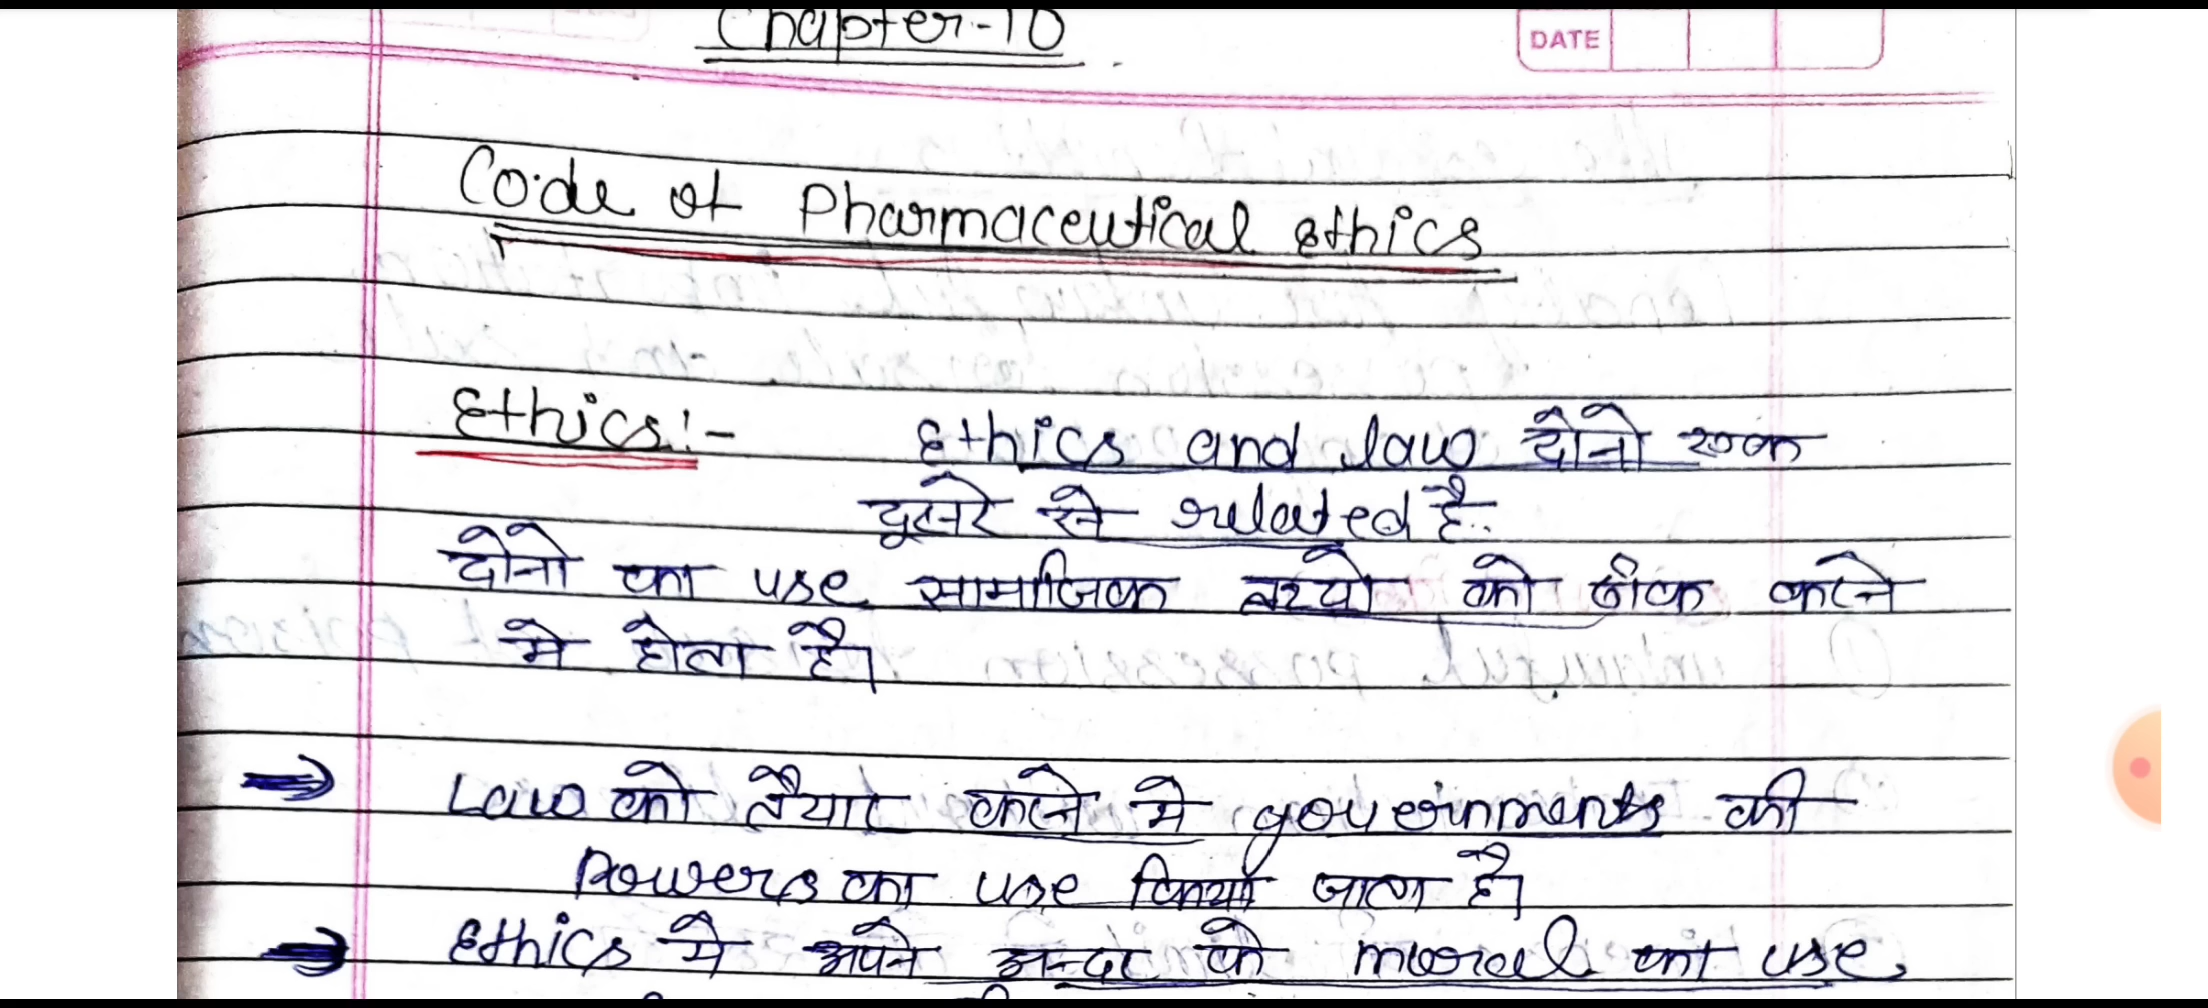 Chapter-10
DATE
Code of Pharmaceutical ethics
Ethics:-
Ethics and law दोनो एक
दूसरे से related है.
दोनो का use सामाजिक तथ्यो को ठीक करने
मे होता है।
⇒ Law को तैयार करने मे governments की
Powers का use किया जाता है।
⇒ Ethics मे अपने अन्दर के moral का use